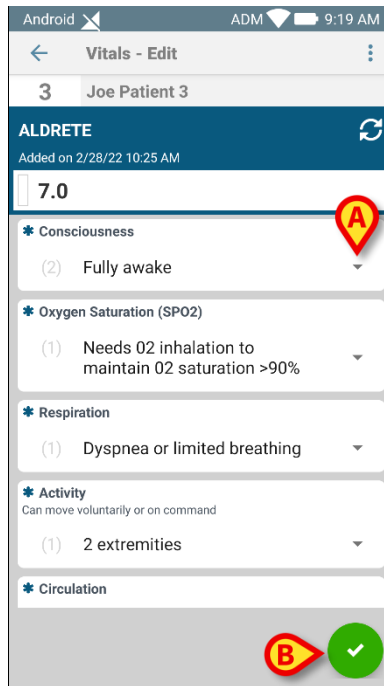 Android ADM 9:19 AM
Vitals - Edit
3 Joe Patient 3
ALDRETE
Added on 2/28/22 10:25 AM
7.0
A
✱ Consciousness
(2) Fully awake
✱ Oxygen Saturation (SPO2)
(1) Needs 02 inhalation to
maintain 02 saturation >90%
✱ Respiration
(1) Dyspnea or limited breathing
✱ Activity
Can move voluntarily or on command
(1) 2 extremities
✱ Circulation
B